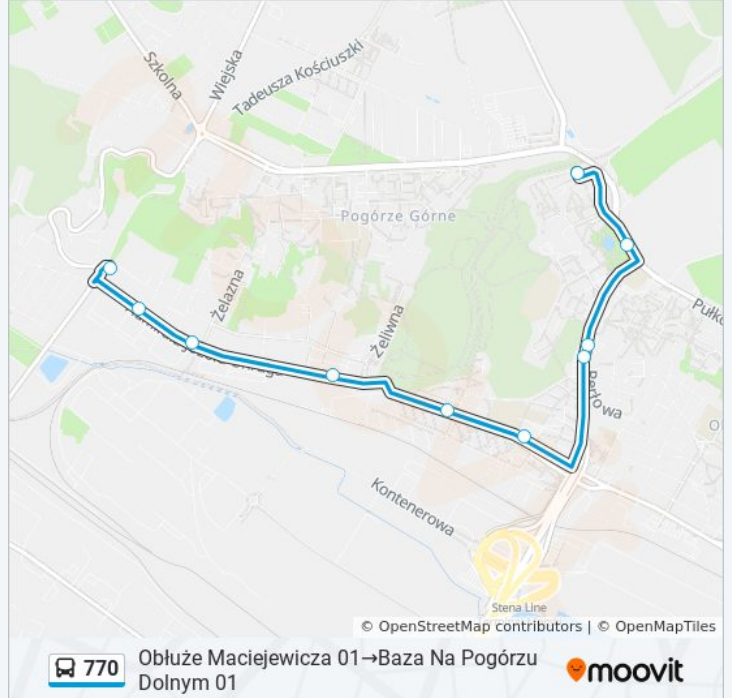 Szkolna
Wiejska
Tadeusza Kościuszki
Pogórze Górne
Żelazna
Żeliwna
Pułko
Perłowa
Kontenerowa
Stena Line
© OpenStreetMap contributors | © OpenMapTiles
770
Obłuże Maciejewicza 01→Baza Na Pogórzu
Dolnym 01
moovit